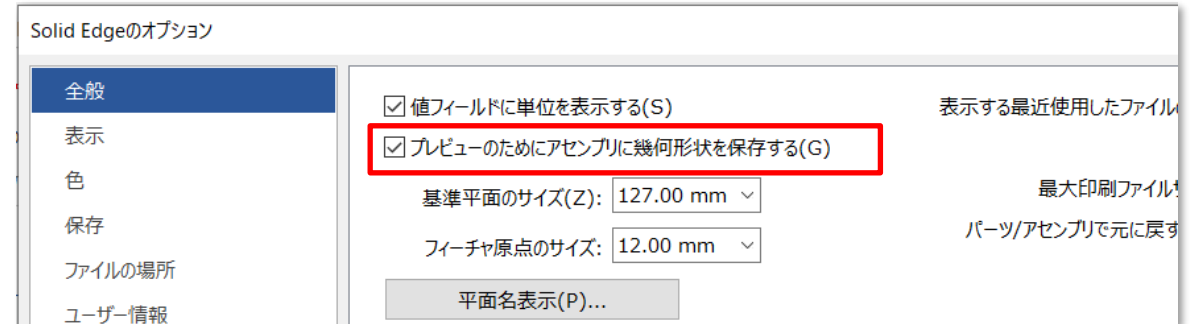 Solid Edgeのオプション
全般
表示
色
保存
ファイルの場所
ユーザー情報
値フィールドに単位を表示する(S)
プレビューのためにアセンブリに幾何形状を保存する(G)
基準平面のサイズ(Z): 127.00 mm
フィーチャ原点のサイズ: 12.00 mm
平面名表示(P)...
表示する最近使用したファイル
最大印刷ファイル
パーツ/アセンブリで元に戻す